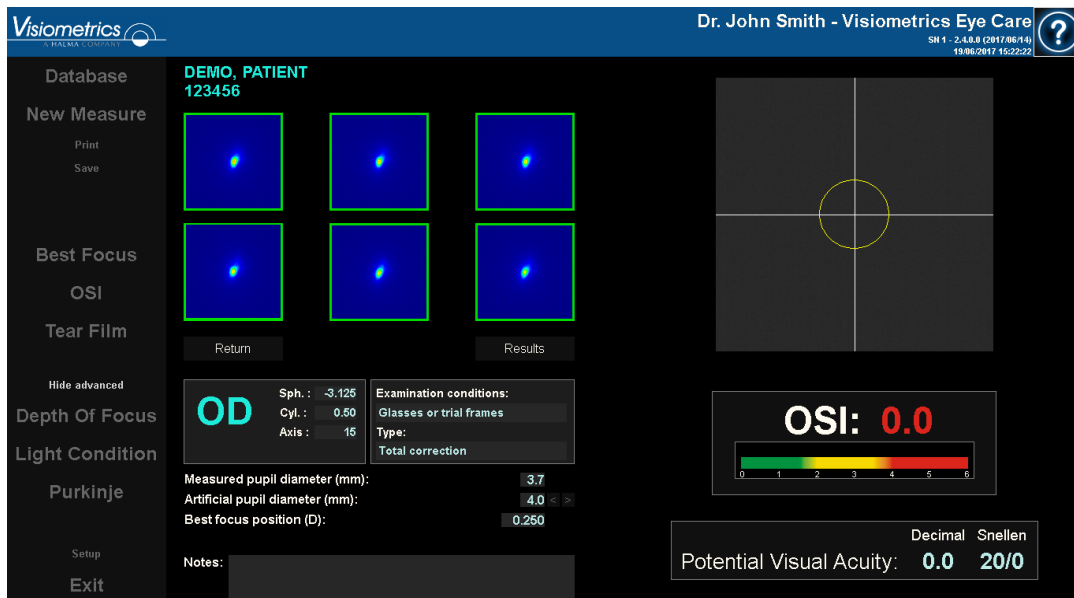 Visiometrics
A HALMA COMPANY
Dr. John Smith - Visiometrics Eye Care
SN 1 - 2.4.0.0 (2017/06/14)
19/06/2017 15:22:22
?
Database
New Measure
Print
Save
Best Focus
OSI
Tear Film
Hide advanced
Depth Of Focus
Light Condition
Purkinje
Setup
Exit
DEMO, PATIENT
123456
Return
Results
OD
Sph. : -3.125
Cyl. : 0.50
Axis : 15
Examination conditions:
Glasses or trial frames
Type:
Total correction
Measured pupil diameter (mm): 3.7
Artificial pupil diameter (mm): 4.0 < >
Best focus position (D): 0.250
Notes:
OSI: 0.0
0 1 2 3 4 5 6
Decimal Snellen
Potential Visual Acuity: 0.0 20/0